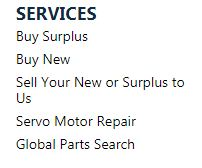 SERVICES
Buy Surplus
Buy New
Sell Your New or Surplus to
Us
Servo Motor Repair
Global Parts Search